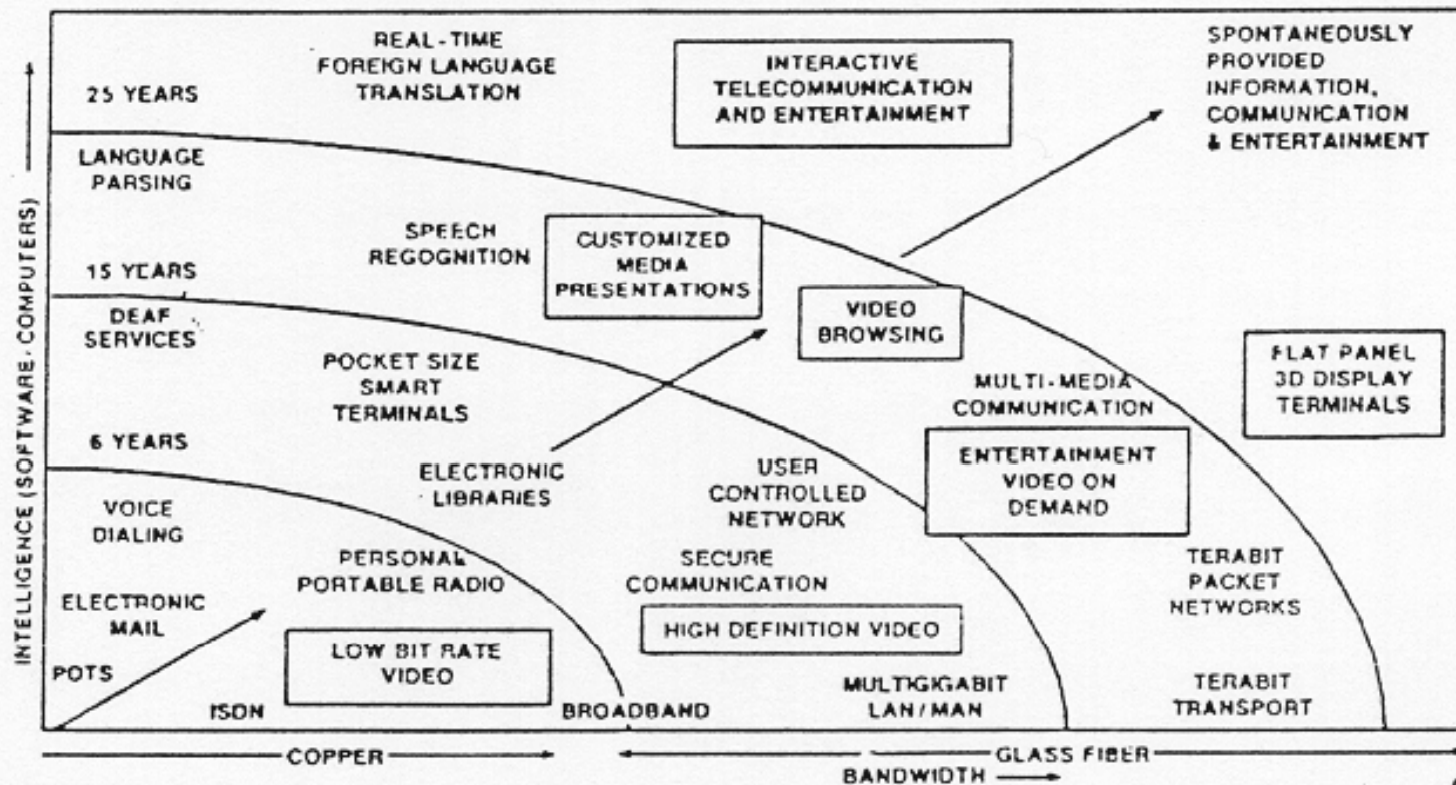 REAL-TIME
FOREIGN LANGUAGE
TRANSLATION
INTERACTIVE
TELECOMMUNICATION
AND ENTERTAINMENT
SPONTANEOUSLY
PROVIDED
INFORMATION,
COMMUNICATION
& ENTERTAINMENT
25 YEARS
LANGUAGE
PARSING
SPEECH
REGOGNITION
CUSTOMIZED
MEDIA
PRESENTATIONS
15 YEARS
VIDEO
BROWSING
DEAF
SERVICES
POCKET SIZE
SMART
TERMINALS
FLAT PANEL
3D DISPLAY
TERMINALS
MULTI-MEDIA
COMMUNICATION
6 YEARS
ELECTRONIC
LIBRARIES
USER
CONTROLLED
NETWORK
ENTERTAINMENT
VIDEO ON
DEMAND
VOICE
DIALING
PERSONAL
PORTABLE RADIO
SECURE
COMMUNICATION
TERABIT
PACKET
NETWORKS
ELECTRONIC
MAIL
LOW BIT RATE
VIDEO
HIGH DEFINITION VIDEO
POTS
ISDN
BROADBAND
MULTIGIGABIT
LAN/MAN
TERABIT
TRANSPORT
COPPER
GLASS FIBER
BANDWIDTH
INTELLIGENCE (SOFTWARE, COMPUTERS)